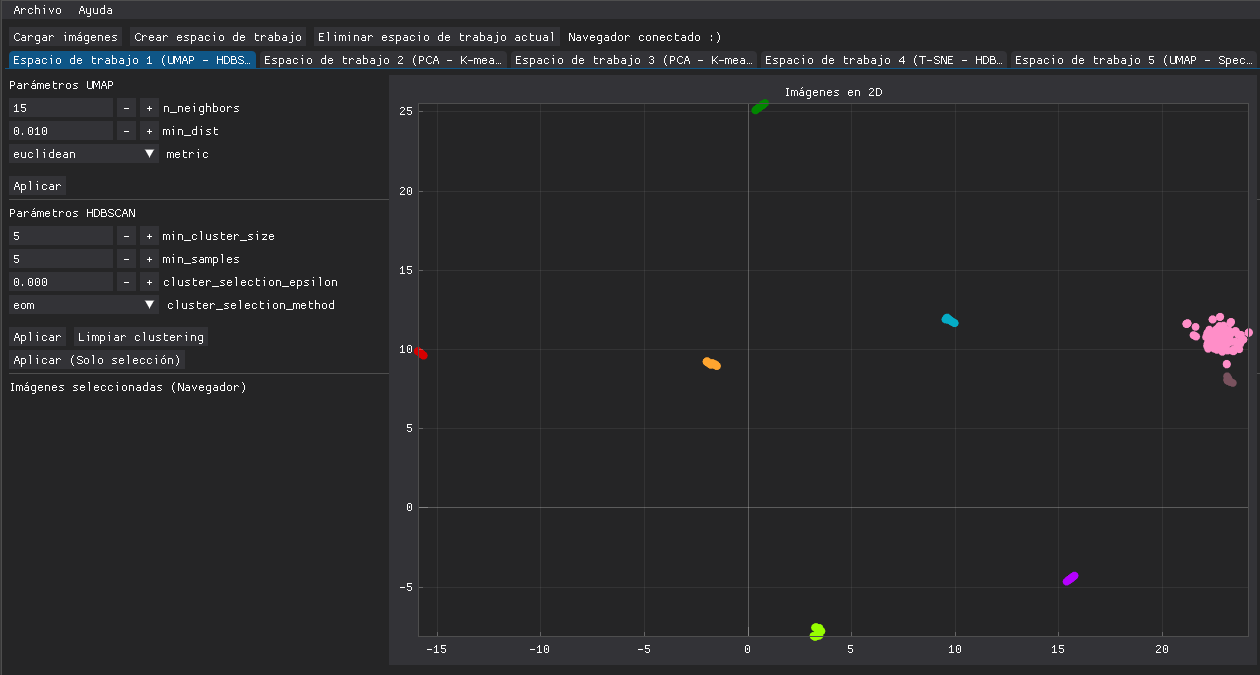 Archivo Ayuda
Cargar imágenes Crear espacio de trabajo Eliminar espacio de trabajo actual Navegador conectado :)
Espacio de trabajo 1 (UMAP - HDBS… Espacio de trabajo 2 (PCA - K-mea… Espacio de trabajo 3 (PCA - K-mea… Espacio de trabajo 4 (T-SNE - HDB… Espacio de trabajo 5 (UMAP - Spec…
Parámetros UMAP
15 - + n_neighbors
0.010 - + min_dist
euclidean metric
Aplicar
Parámetros HDBSCAN
5 - + min_cluster_size
5 - + min_samples
0.000 - + cluster_selection_epsilon
eom cluster_selection_method
Aplicar Limpiar clustering
Aplicar (Solo selección)
Imágenes seleccionadas (Navegador)
Imágenes en 2D
25
20
15
10
5
0
-5
-15 -10 -5 0 5 10 15 20